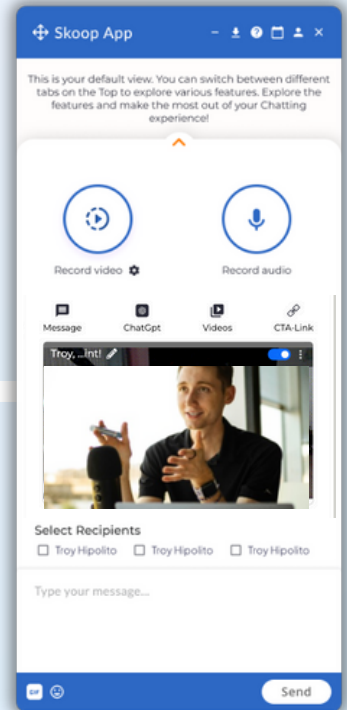 Skoop App
This is your default view. You can switch between different
tabs on the Top to explore various features. Explore the
features and make the most out of your Chatting
experience!
Record video
Record audio
Message
ChatGpt
Videos
CTA-Link
Troy, ...int!
Select Recipients
Troy Hipolito
Troy Hipolito
Troy Hipolito
Type your message...
GIF
Send